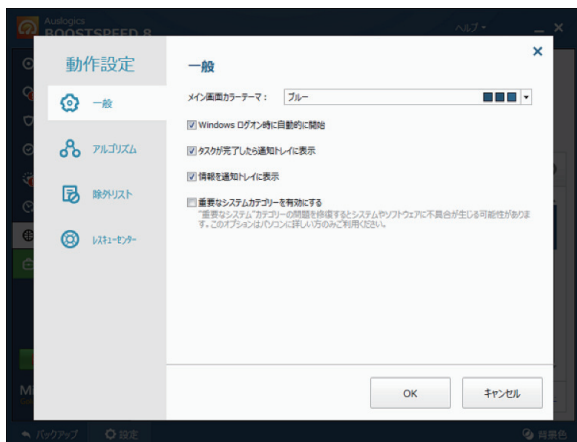 Auslogics
BOOSTSPEED 8
ヘルプ
動作設定
一般
アルゴリズム
除外リスト
レスキューセンター
一般
メイン画面カラーテーマ： ブルー
Windows ログオン時に自動的に開始
タスクが完了したら通知トレイに表示
情報を通知トレイに表示
重要なシステムカテゴリーを有効にする
"重要なシステム"カテゴリーの問題を修復するとシステムやソフトウェアに不具合が生じる可能性がありま
す。このオプションはパソコンに詳しい方のみご利用ください。
OK キャンセル
バックアップ 設定 背景色